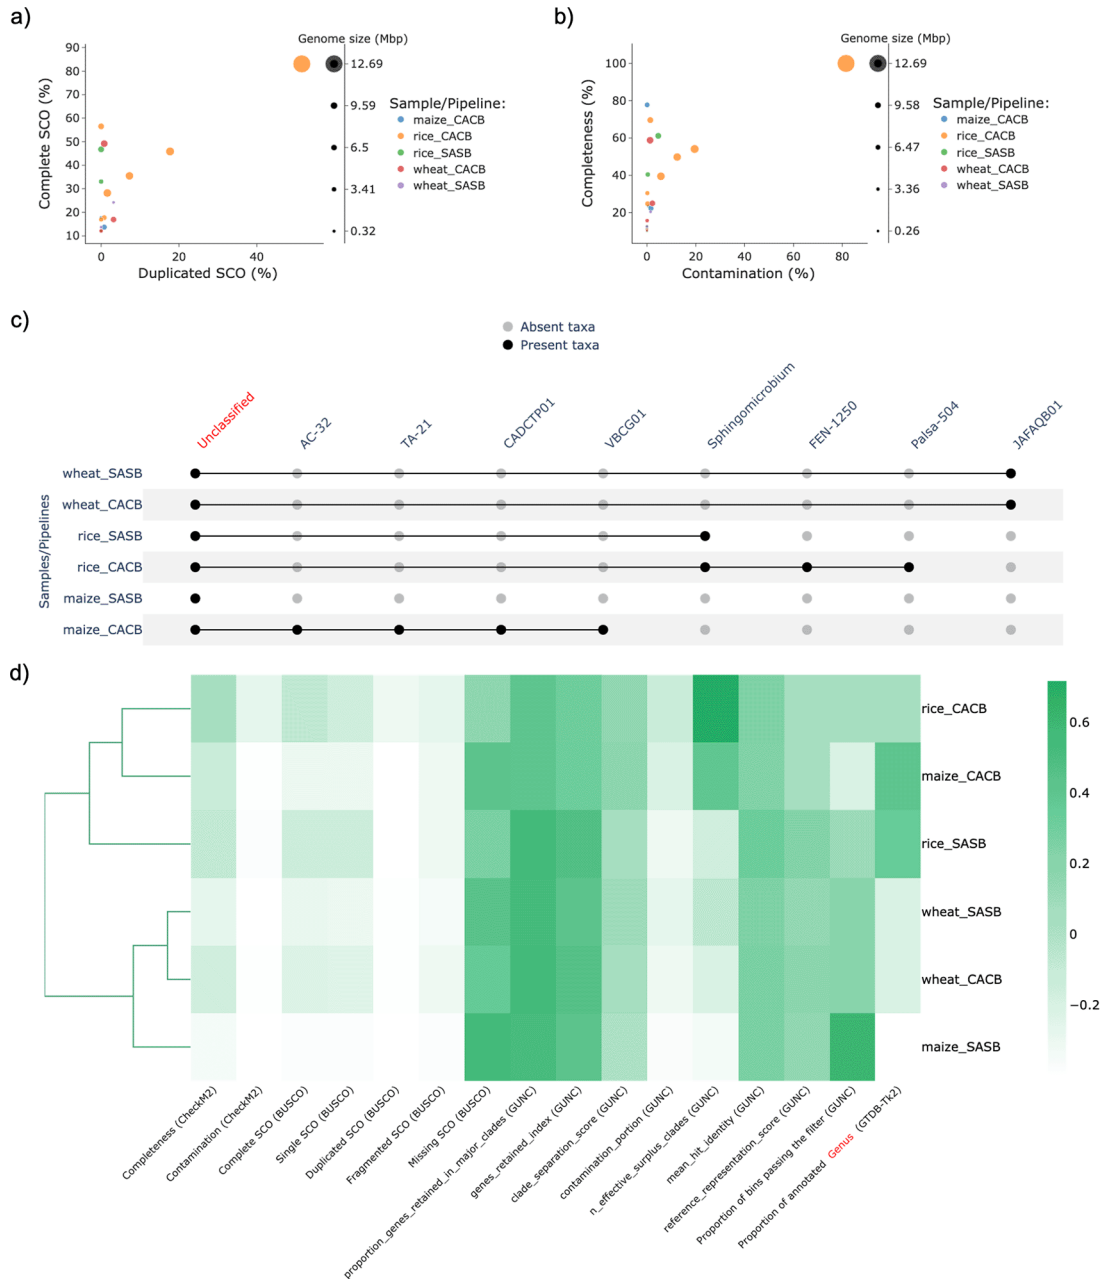 a)
Genome size (Mbp)
90
80
70
60
50
40
30
20
10
Complete SCO (%)
0
20
40
Duplicated SCO (%)
12.69
9.59
6.5
3.41
0.32
Sample/Pipeline:
maize_CACB
rice_CACB
rice_SASB
wheat_CACB
wheat_SASB
b)
Genome size (Mbp)
100
80
60
40
20
Completeness (%)
0
20
40
60
80
Contamination (%)
12.69
9.58
6.47
3.36
0.26
Sample/Pipeline:
maize_CACB
rice_CACB
rice_SASB
wheat_CACB
wheat_SASB
c)
Absent taxa
Present taxa
Unclassified
AC-32
TA-21
CADCTP01
VBCG01
Sphingomicrobium
FEN-1250
Palsa-504
JAFAQB01
Samples/Pipelines
wheat_SASB
wheat_CACB
rice_SASB
rice_CACB
maize_SASB
maize_CACB
d)
rice_CACB
maize_CACB
rice_SASB
wheat_SASB
wheat_CACB
maize_SASB
0.6
0.4
0.2
0
−0.2
Completeness (CheckM2)
Contamination (CheckM2)
Complete SCO (BUSCO)
Single SCO (BUSCO)
Duplicated SCO (BUSCO)
Fragmented SCO (BUSCO)
Missing SCO (BUSCO)
proportion_genes_retained_in_major_clades (GUNC)
genes_retained_index (GUNC)
clade_separation_score (GUNC)
contamination_portion (GUNC)
n_effective_surplus_clades (GUNC)
mean_hit_identity (GUNC)
reference_representation_score (GUNC)
Proportion of bins passing the filter (GUNC)
Proportion of annotated Genus (GTDB-Tk2)